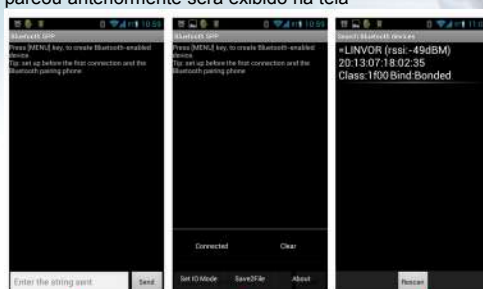 pareou anteriormente será exibido na tela
10:59
Bluetooth SPP
Press [MENU] key, to create Bluetooth-enabled
device.
Tip: set up before the first connection and the
Bluetooth pairing phone
Enter the string sent
Send
10:59
Bluetooth SPP
Press [MENU] key, to create Bluetooth-enabled
device.
Tip: set up before the first connection and the
Bluetooth pairing phone
Connected
Clear
Set IO Mode
Save2File
About
Search Bluetooth devices
=LINVOR (rssi:-49dBM)
20:13:07:18:02:35
Class:1f00 Bind:Bonded
Rescan